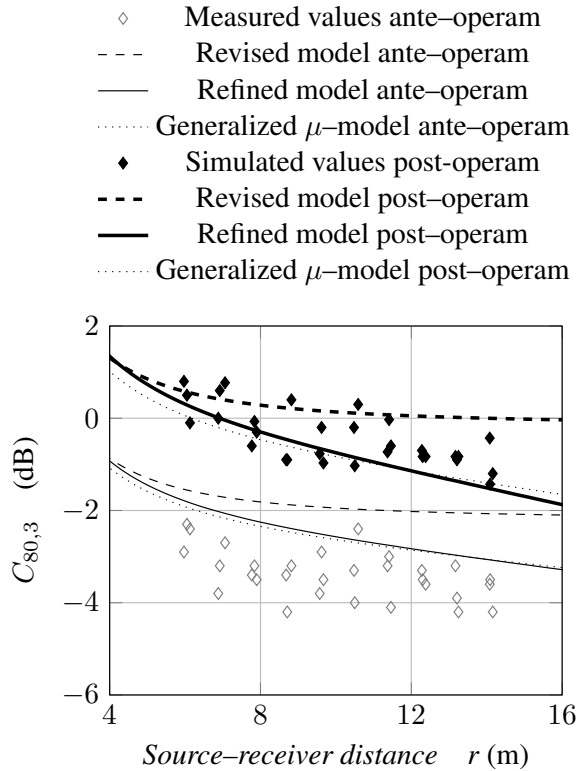 Measured values ante–operam
Revised model ante–operam
Refined model ante–operam
Generalized μ–model ante–operam
Simulated values post-operam
Revised model post–operam
Refined model post–operam
Generalized μ–model post–operam
2
0
−2
−4
−6
C80,3 (dB)
4 8 12 16
Source–receiver distance r (m)